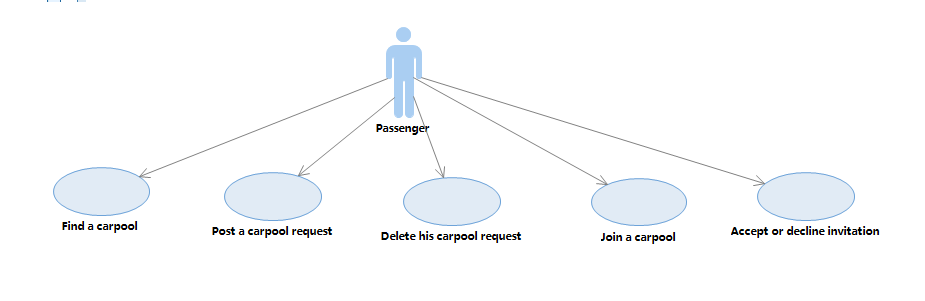 Passenger
Find a carpool
Post a carpool request
Delete his carpool request
Join a carpool
Accept or decline invitation